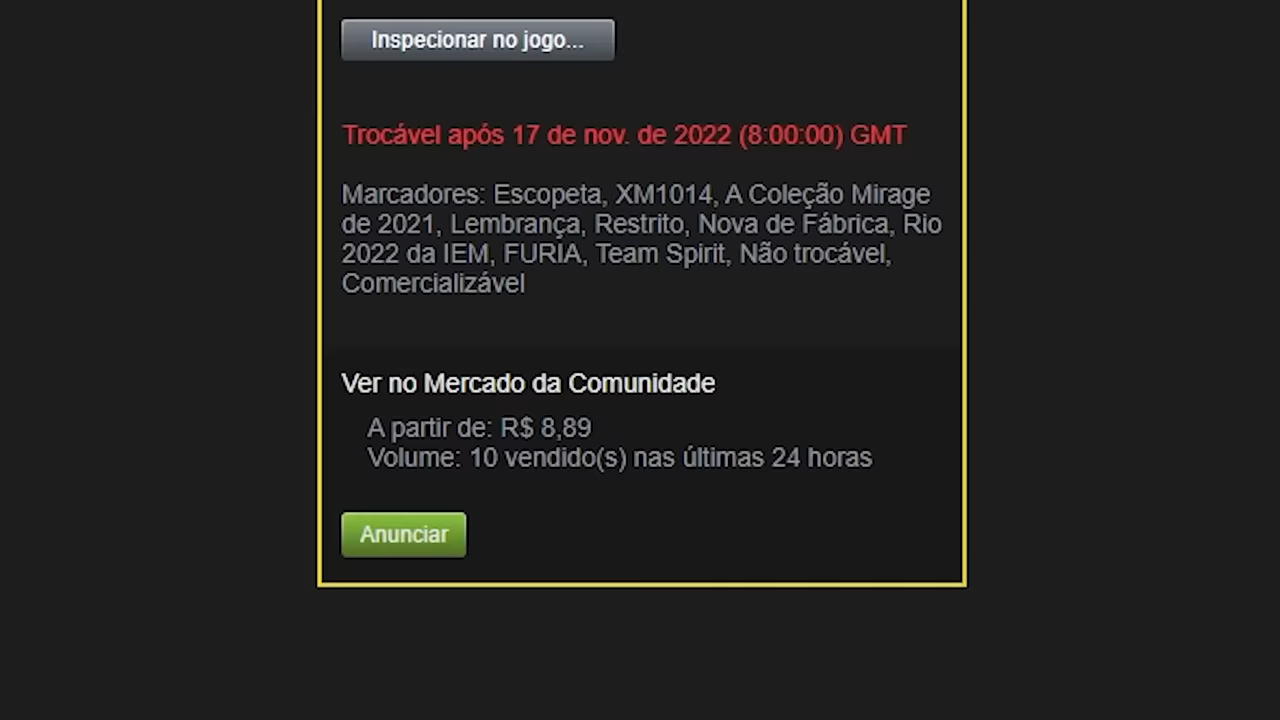 Inspecionar no jogo...
Trocável após 17 de nov. de 2022 (8:00:00) GMT
Marcadores: Escopeta, XM1014, A Coleção Mirage
de 2021, Lembrança, Restrito, Nova de Fábrica, Rio
2022 da IEM, FURIA, Team Spirit, Não trocável,
Comercializável
Ver no Mercado da Comunidade
A partir de: R$ 8,89
Volume: 10 vendido(s) nas últimas 24 horas
Anunciar